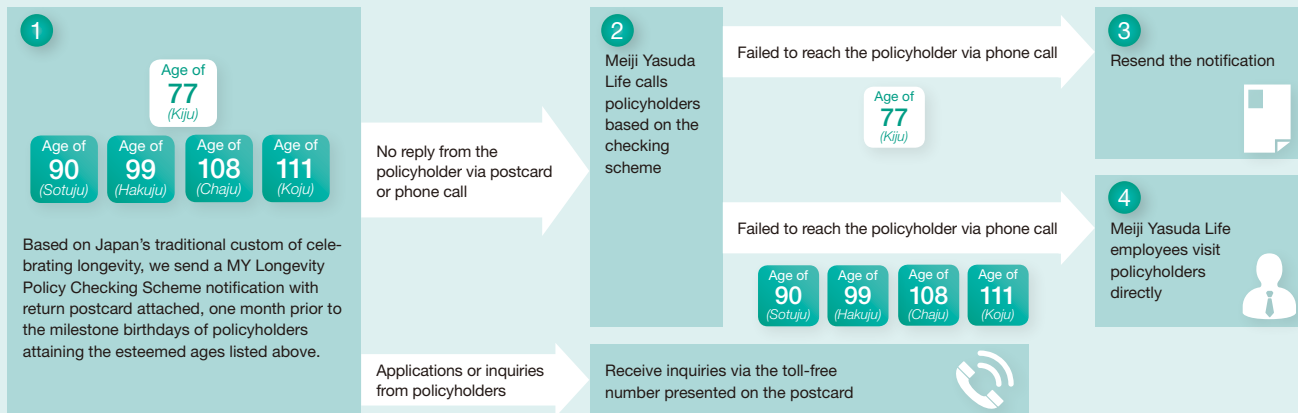 1
Age of
77
(Kiju)
Age of
90
(Sotuju)
Age of
99
(Hakuju)
Age of
108
(Chaju)
Age of
111
(Koju)
Based on Japan's traditional custom of cele-
brating longevity, we send a MY Longevity
Policy Checking Scheme notification with
return postcard attached, one month prior to
the milestone birthdays of policyholders
attaining the esteemed ages listed above.
No reply from the
policyholder via postcard
or phone call
2
Meiji Yasuda
Life calls
policyholders
based on the
checking
scheme
Failed to reach the policyholder via phone call
Age of
77
(Kiju)
3
Resend the notification
Failed to reach the policyholder via phone call
Age of
90
(Sotuju)
Age of
99
(Hakuju)
Age of
108
(Chaju)
Age of
111
(Koju)
4
Meiji Yasuda Life
employees visit
policyholders
directly
Applications or inquiries
from policyholders
Receive inquiries via the toll-free
number presented on the postcard